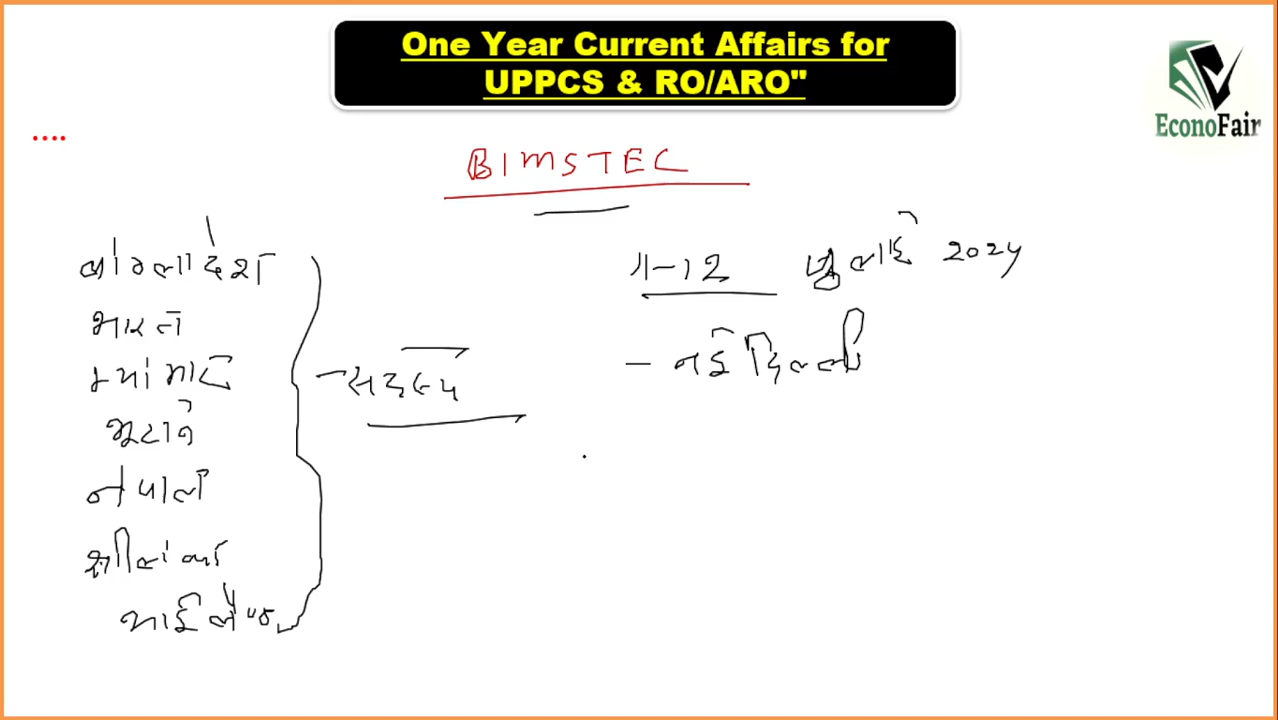 One Year Current Affairs for
UPPCS & RO/ARO"
EconoFair
....
BIMSTEC
बांग्लादेश
भारत
म्यांमार
भूटान
नेपाल
श्रीलंका
थाईलैण्ड
सदस्य
11-12 जुलाई 2024
- नई दिल्ली